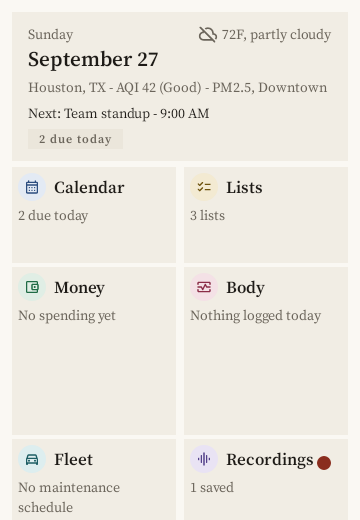 Sunday
72F, partly cloudy
September 27
Houston, TX - AQI 42 (Good) - PM2.5, Downtown
Next: Team standup - 9:00 AM
2 due today
Calendar
2 due today
Lists
3 lists
Money
No spending yet
Body
Nothing logged today
Fleet
No maintenance
schedule
Recordings
1 saved